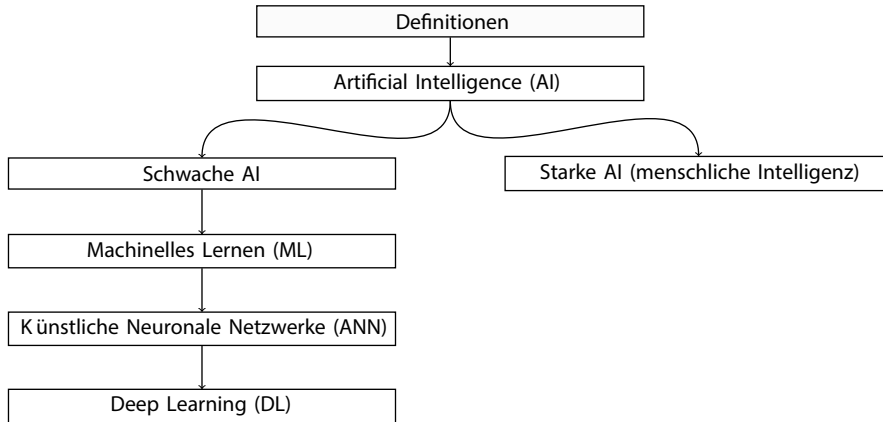 Definitionen
Artificial Intelligence (AI)
Schwache AI
Starke AI (menschliche Intelligenz)
Machinelles Lernen (ML)
Künstliche Neuronale Netzwerke (ANN)
Deep Learning (DL)